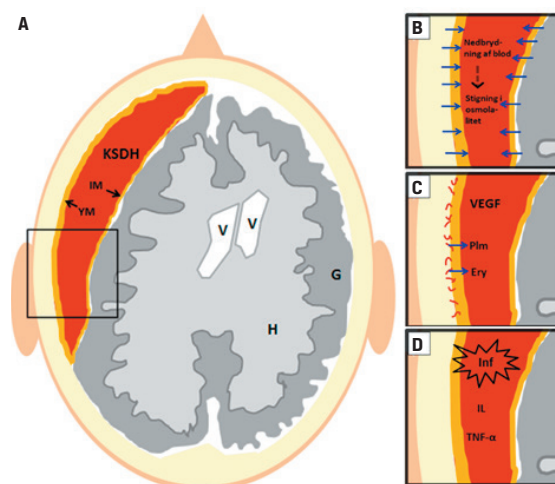 A
KSDH
IM
YM
V
V
G
H
B
Nedbryd-
ning af blod
Stigning i
osmola-
litet
C
VEGF
Plm
Ery
D
Inf
IL
TNF-α